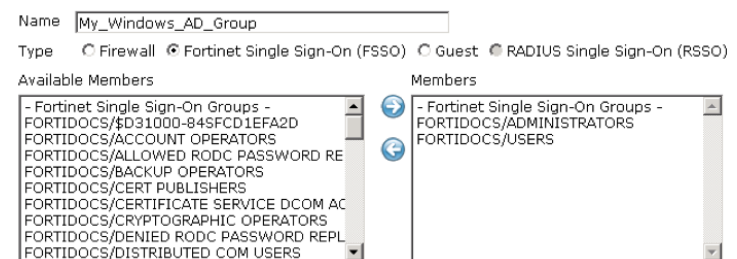 Name My_Windows_AD_Group
Type Firewall Fortinet Single Sign-On (FSSO) Guest RADIUS Single Sign-On (RSSO)
Available Members
- Fortinet Single Sign-On Groups -
FORTIDOCS/$D31000-84SFCD1EFA2D
FORTIDOCS/ACCOUNT OPERATORS
FORTIDOCS/ALLOWED RODC PASSWORD RE
FORTIDOCS/BACKUP OPERATORS
FORTIDOCS/CERT PUBLISHERS
FORTIDOCS/CERTIFICATE SERVICE DCOM AC
FORTIDOCS/CRYPTOGRAPHIC OPERATORS
FORTIDOCS/DENIED RODC PASSWORD REPL
FORTIDOCS/DISTRIBUTED COM USERS
Members
- Fortinet Single Sign-On Groups -
FORTIDOCS/ADMINISTRATORS
FORTIDOCS/USERS